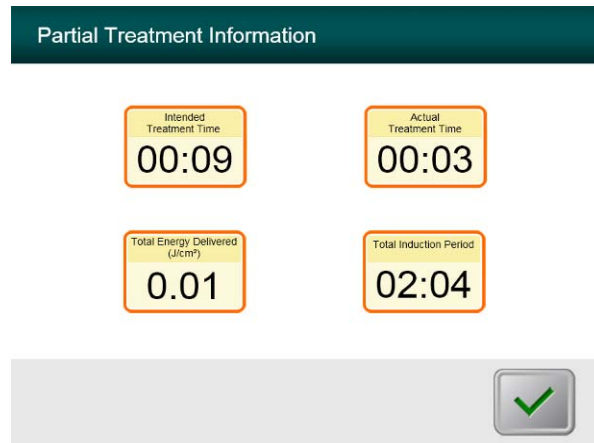 Partial Treatment Information
Intended
Treatment Time
00:09
Actual
Treatment Time
00:03
Total Energy Delivered
(J/cm²)
0.01
Total Induction Period
02:04